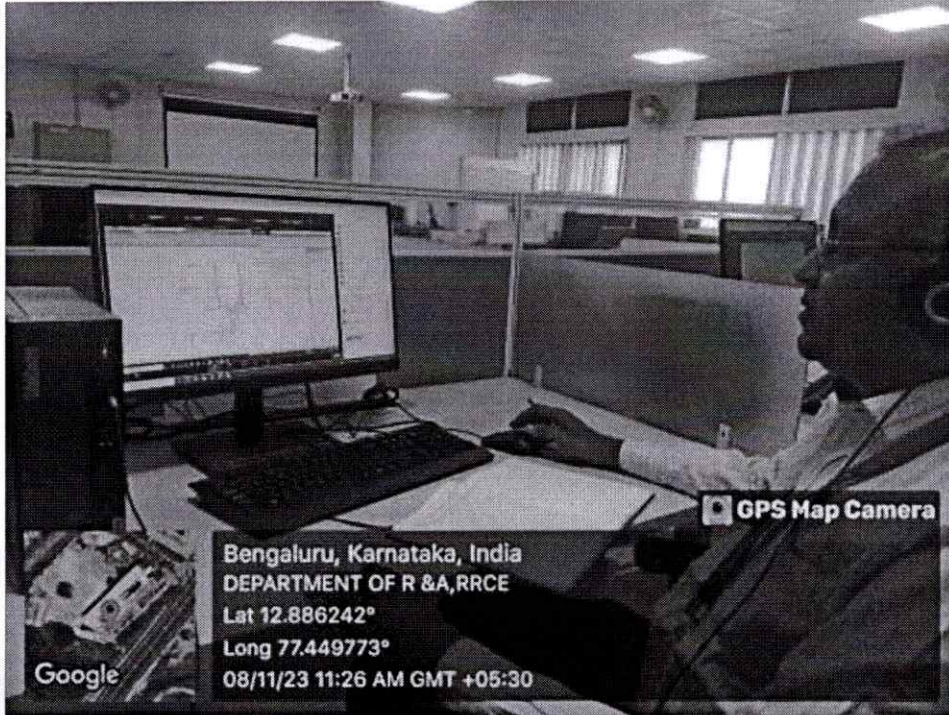 GPS Map Camera
Bengaluru, Karnataka, India
DEPARTMENT OF R &A,RRCE
Lat 12.886242°
Long 77.449773°
08/11/23 11:26 AM GMT +05:30
Google